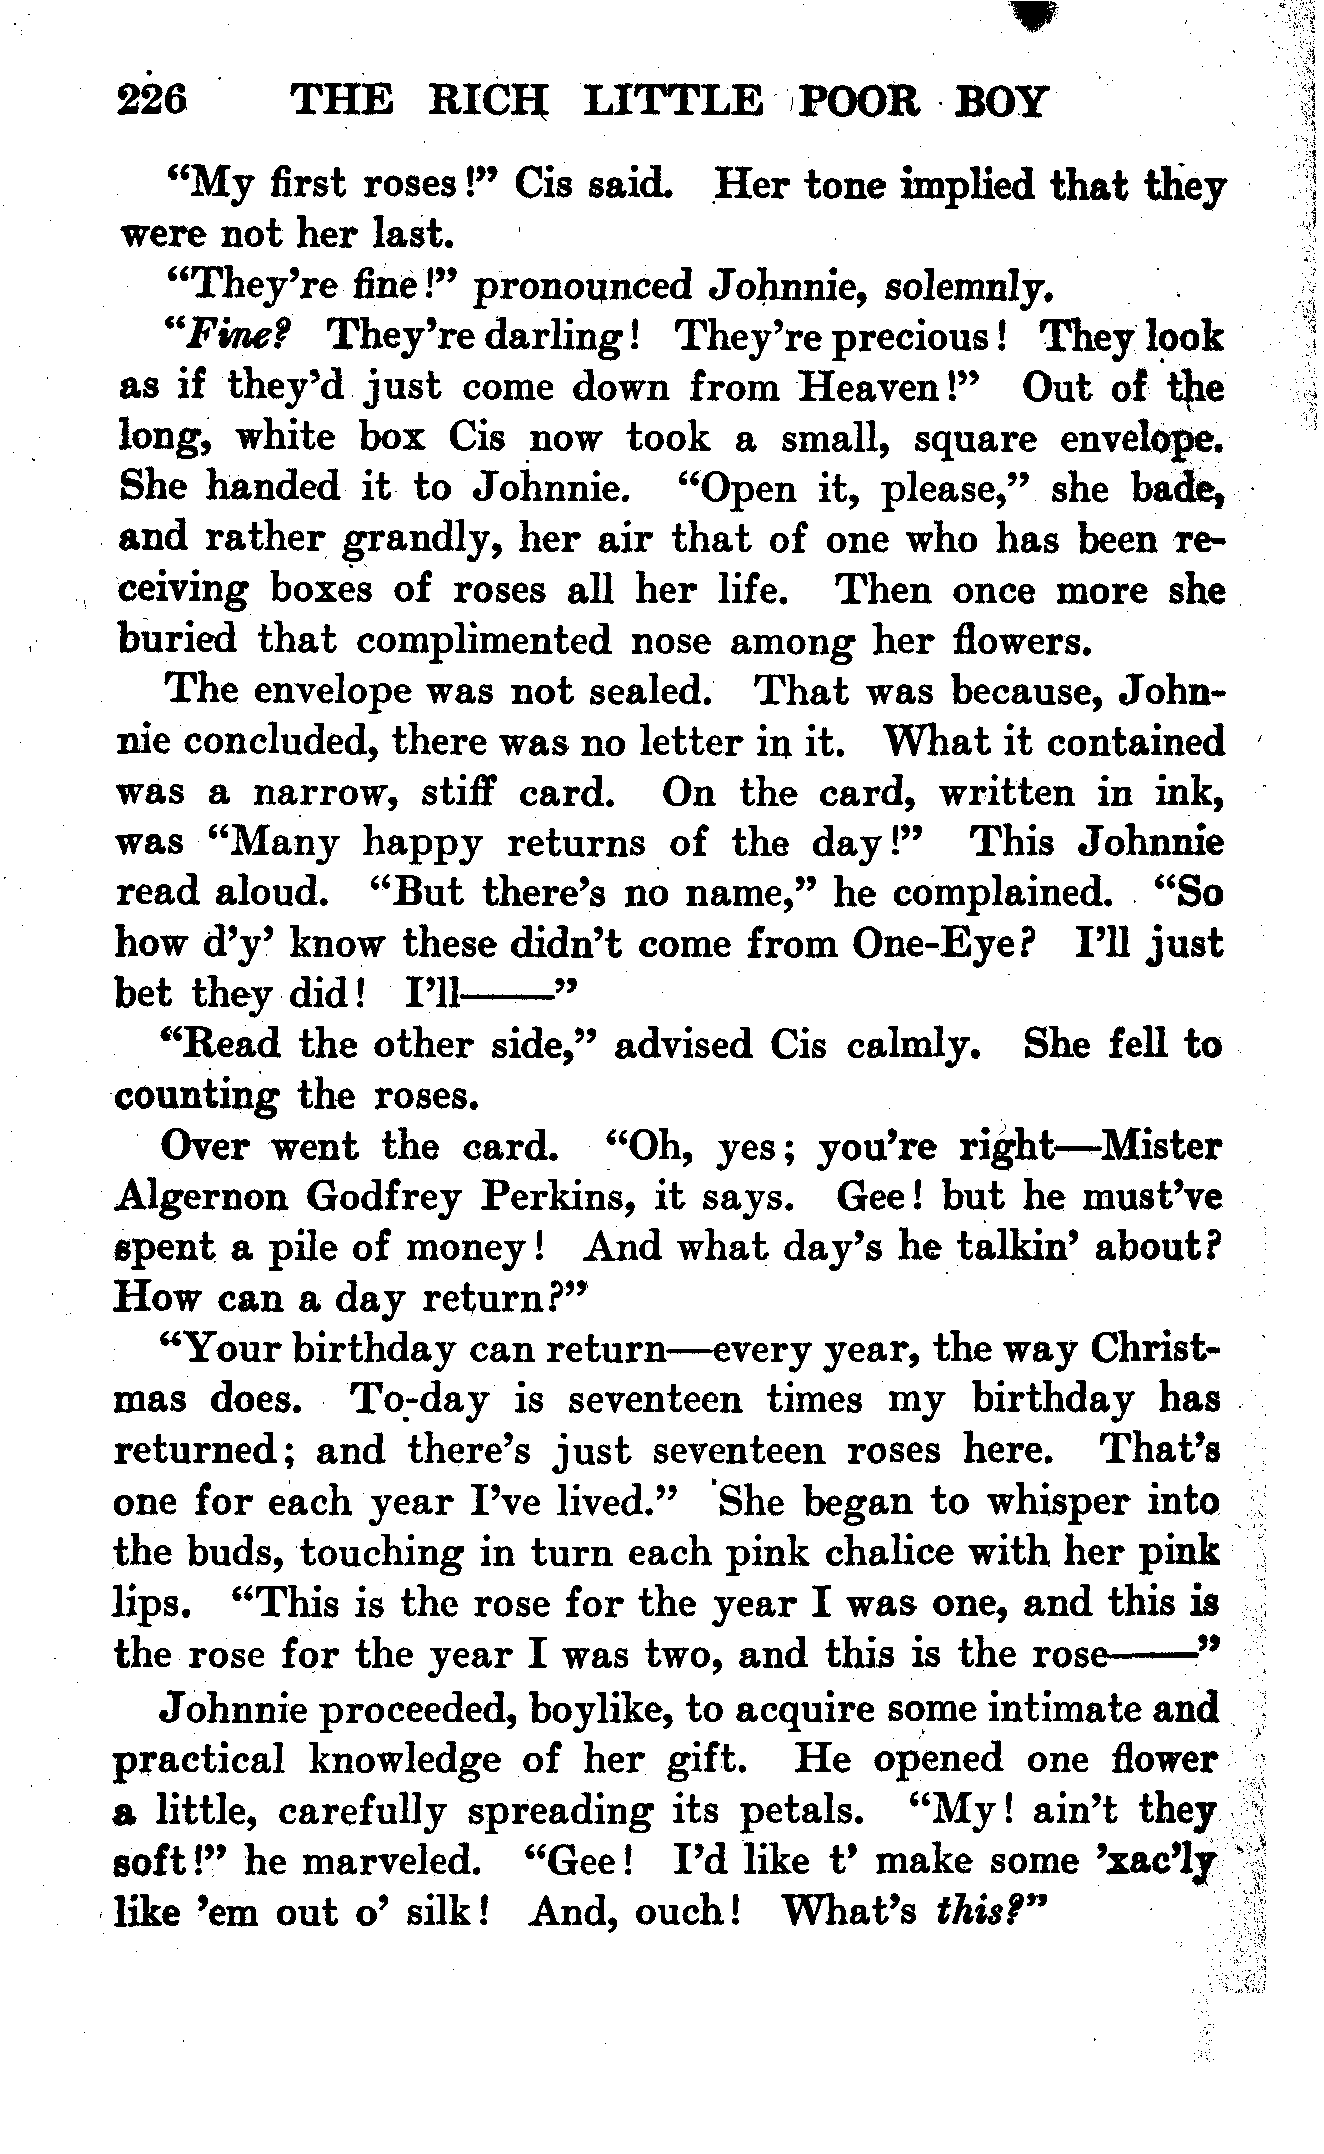 226 THE RICH LITTLE POOR BOY
“My first roses!” Cis said. Her tone implied that they
were not her last.
“They’re fine!” pronounced Johnnie, solemnly.
“Fine? They’re darling! They’re precious! They look
as if they’d just come down from Heaven!” Out of the
long, white box Cis now took a small, square envelope.
She handed it to Johnnie. “Open it, please,” she bade,
and rather grandly, her air that of one who has been re-
ceiving boxes of roses all her life. Then once more she
buried that complimented nose among her flowers.
The envelope was not sealed. That was because, John-
nie concluded, there was no letter in it. What it contained
was a narrow, stiff card. On the card, written in ink,
was “Many happy returns of the day!” This Johnnie
read aloud. “But there’s no name,” he complained. “So
how d’y’ know these didn’t come from One-Eye? I’ll just
bet they did! I’ll——”
“Read the other side,” advised Cis calmly. She fell to
counting the roses.
Over went the card. “Oh, yes; you’re right—Mister
Algernon Godfrey Perkins, it says. Gee! but he must’ve
spent a pile of money! And what day’s he talkin’ about?
How can a day return?”
“Your birthday can return—every year, the way Christ-
mas does. To-day is seventeen times my birthday has
returned; and there’s just seventeen roses here. That’s
one for each year I’ve lived.” She began to whisper into
the buds, touching in turn each pink chalice with her pink
lips. “This is the rose for the year I was one, and this is
the rose for the year I was two, and this is the rose——”
Johnnie proceeded, boylike, to acquire some intimate and
practical knowledge of her gift. He opened one flower
a little, carefully spreading its petals. “My! ain’t they
soft!” he marveled. “Gee! I’d like t’ make some ’xac’ly
like ’em out o’ silk! And, ouch! What’s this?”